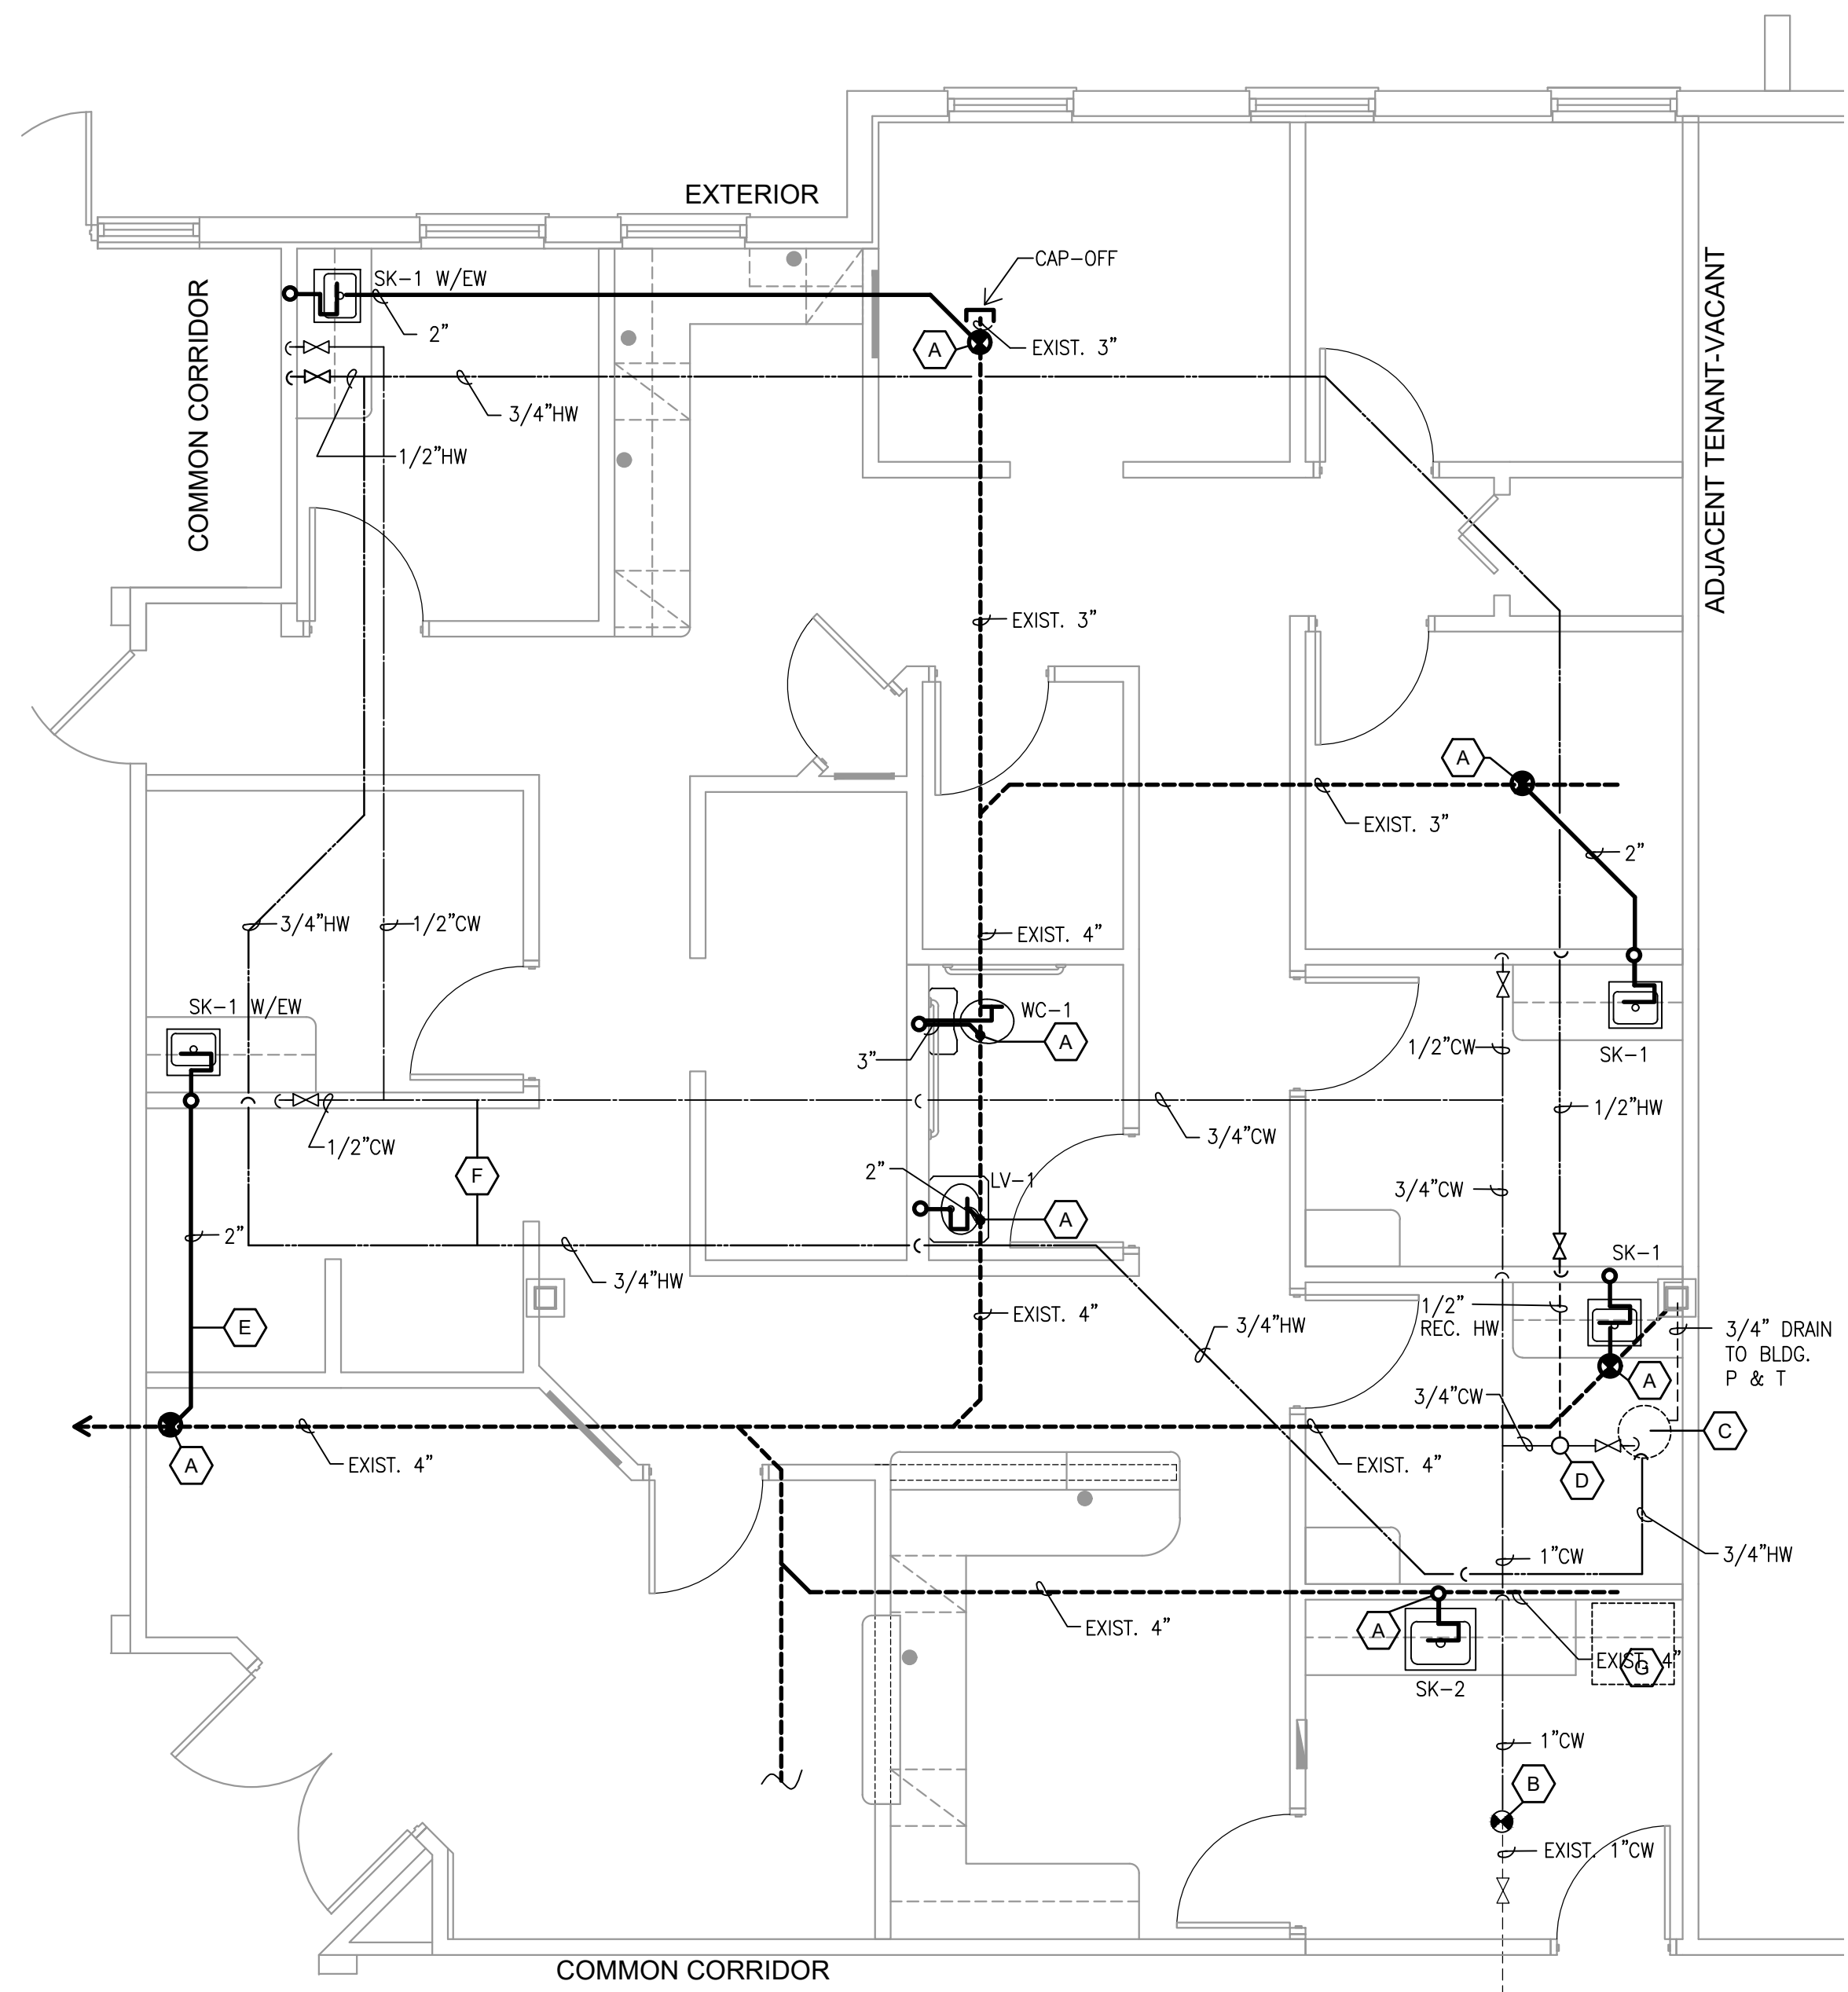 EXTERIOR
CAP-OFF
SK-1 W/EW
2"
A
EXIST. 3"
COMMON CORRIDOR
ADJACENT TENANT-VACANT
3/4"HW
1/2"HW
EXIST. 3"
A
EXIST. 3"
2"
3/4"HW
1/2"CW
EXIST. 4"
SK-1 W/EW
WC-1
A
3"
1/2"CW
SK-1
1/2"HW
3/4"CW
1/2"CW
F
2"
LV-1
A
3/4"CW
2"
SK-1
3/4"HW
EXIST. 4"
1/2"
REC. HW
3/4"HW
E
3/4" DRAIN
TO BLDG.
P & T
A
3/4"CW
C
A
EXIST. 4"
EXIST. 4"
D
1"CW
3/4"HW
EXIST. 4"
A
EXIST. 4"
G
SK-2
1"CW
B
EXIST. 1"CW
COMMON CORRIDOR